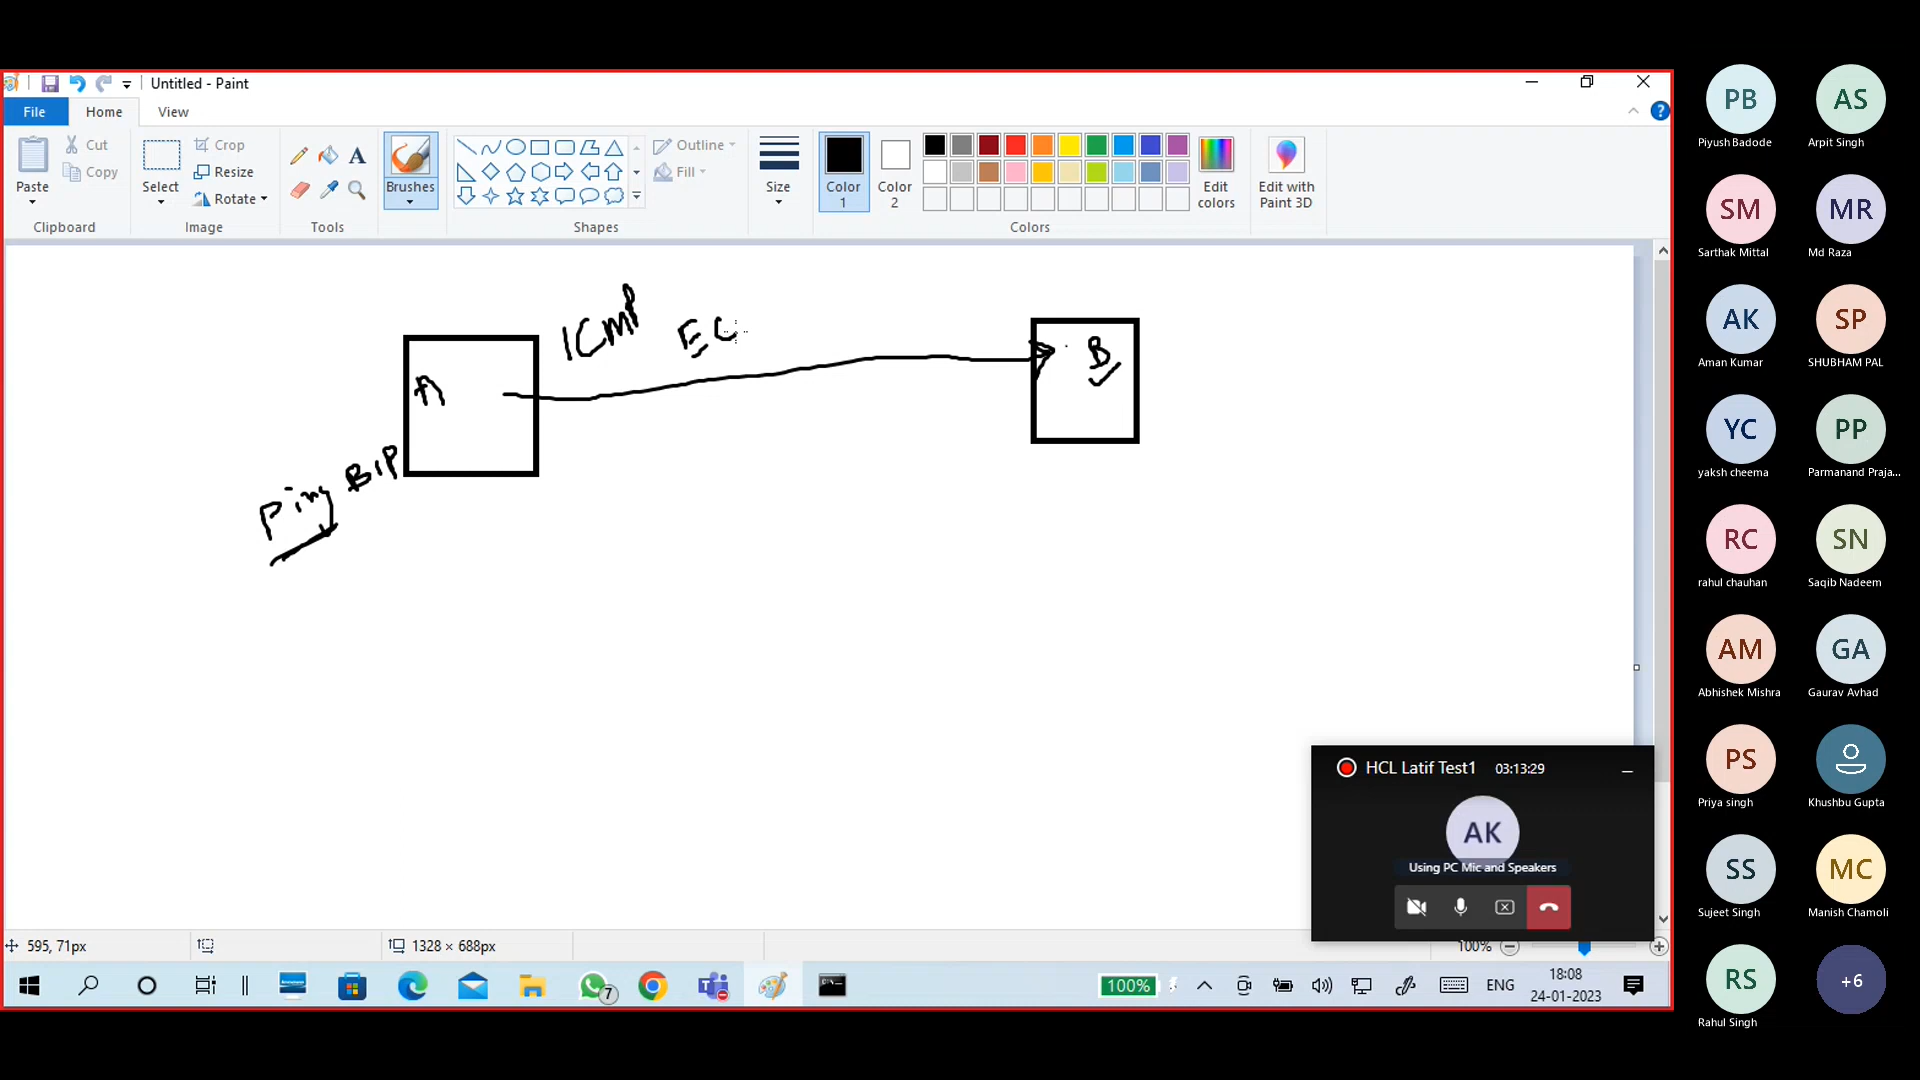 Untitled - Paint
File Home View
Cut
Copy
Paste
Clipboard
Select
Crop
Resize
Rotate
Image
A
Tools
Brushes
Outline
Fill
Shapes
Size
Color 1
Color 2
Edit colors
Edit with Paint 3D
Colors
ICMP EC
A
B
Ping BIP
HCL Latif Test1 03:13:29
AK
Using PC Mic and Speakers
595, 71px
1328 × 688px
100%
7
100%
ENG
18:08
24-01-2023
PB AS
Piyush Badode Arpit Singh
SM MR
Sarthak Mittal Md Raza
AK SP
Aman Kumar SHUBHAM PAL
YC PP
yaksh cheema Parmanand Praja...
RC SN
rahul chauhan Saqib Nadeem
AM GA
Abhishek Mishra Gaurav Avhad
PS
Priya singh Khushbu Gupta
SS MC
Sujeet Singh Manish Chamoli
RS +6
Rahul Singh